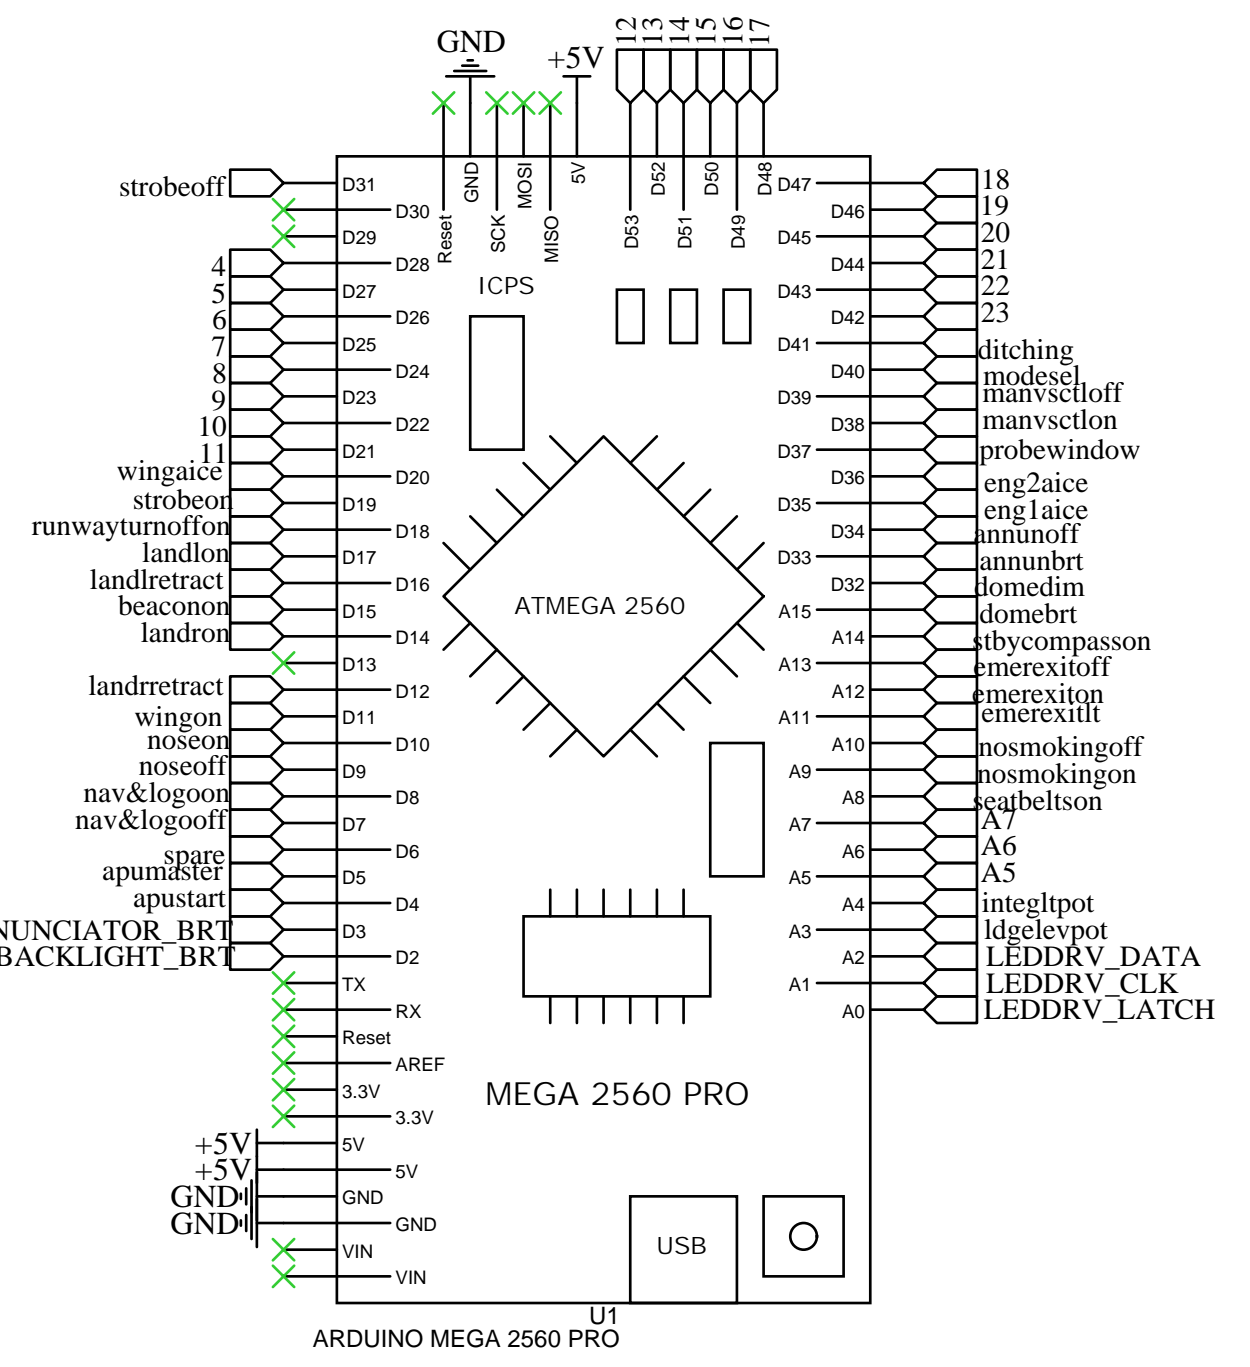 12
13
14
15
16
17
GND
+5V
Reset
GND
SCK
MOSI
MISO
5V
D53
D52
D51
D50
D49
D48
ICPS
strobeoff D31
D30
D29
4 D28
5 D27
6 D26
7 D25
8 D24
9 D23
10 D22
11 D21
wingaice D20
strobeon D19
runwayturnoffon D18
landlon D17
landlretract D16
beaconon D15
landron D14
D13
landrretract D12
wingon D11
noseon D10
noseoff D9
nav&logoon D8
nav&logooff D7
spare D6
apumaster D5
apustart D4
NUNCIATOR_BRT D3
BACKLIGHT_BRT D2
TX
RX
Reset
AREF
3.3V
3.3V
+5V 5V
+5V 5V
GND GND
GND GND
VIN
VIN
D47 18
D46 19
D45 20
D44 21
D43 22
D42 23
D41 ditching
D40 modesel
D39 manvsctloff
D38 manvsctlon
D37 probewindow
D36 eng2aice
D35 eng1aice
D34 annunoff
D33 annunbrt
D32 domedim
A15 domebrt
A14 stbycompasson
A13 emerexitoff
A12 emerexiton
A11 emerexitlt
A10 nosmokingoff
A9 nosmokingon
A8 seatbeltson
A7 A7
A6 A6
A5 A5
A4 integltpot
A3 ldgelevpot
A2 LEDDRV_DATA
A1 LEDDRV_CLK
A0 LEDDRV_LATCH
ATMEGA 2560
MEGA 2560 PRO
USB
U1
ARDUINO MEGA 2560 PRO